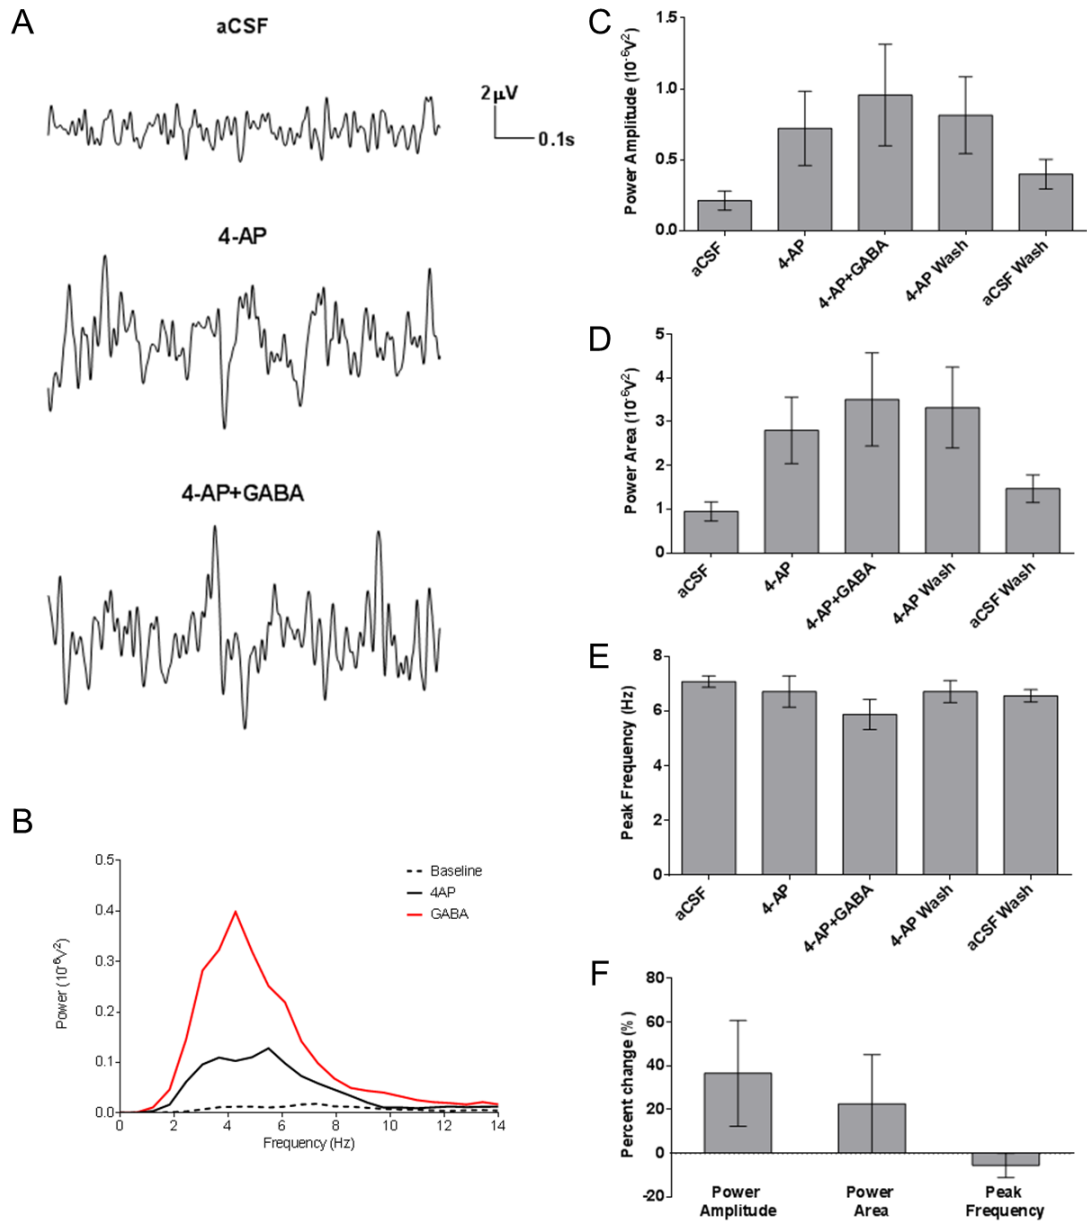 A
aCSF
2μV
0.1s
4-AP
4-AP+GABA
B
0.5
0.4
0.3
0.2
0.1
0.0
Power (10⁻⁶V²)
0 2 4 6 8 10 12 14
Frequency (Hz)
Baseline
4AP
GABA
C
1.5
1.0
0.5
0.0
Power Amplitude (10⁻⁶V²)
aCSF
4-AP
4-AP+GABA
4-AP Wash
aCSF Wash
D
5
4
3
2
1
0
Power Area (10⁻⁶V²)
aCSF
4-AP
4-AP+GABA
4-AP Wash
aCSF Wash
E
8
6
4
2
0
Peak Frequency (Hz)
aCSF
4-AP
4-AP+GABA
4-AP Wash
aCSF Wash
F
80
60
40
20
0
-20
Percent change (%)
Power Amplitude
Power Area
Peak Frequency